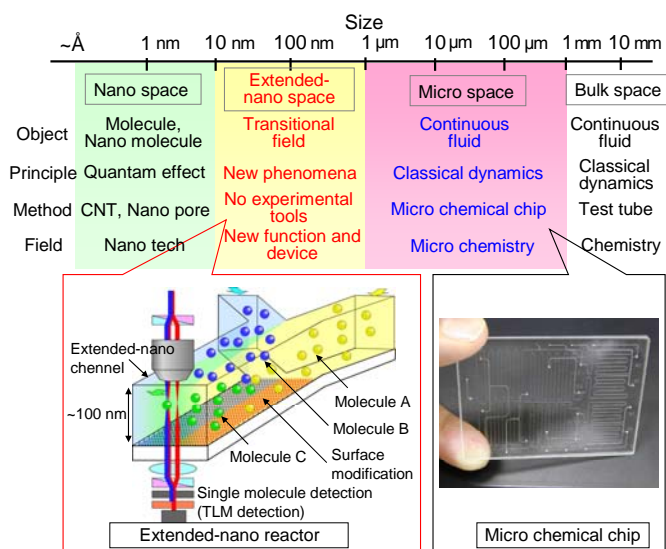 Size
~Å 1 nm 10 nm 100 nm 1 µm 10 µm 100 µm 1 mm 10 mm
Nano space Extended-nano space Micro space Bulk space
Object Molecule, Nano molecule Transitional field Continuous fluid Continuous fluid
Principle Quantam effect New phenomena Classical dynamics Classical dynamics
Method CNT, Nano pore No experimental tools Micro chemical chip Test tube
Field Nano tech New function and device Micro chemistry Chemistry
Extended-nano
channel
~100 nm
Molecule A
Molecule B
Molecule C
Surface
modification
Single molecule detection
(TLM detection)
Extended-nano reactor
Micro chemical chip